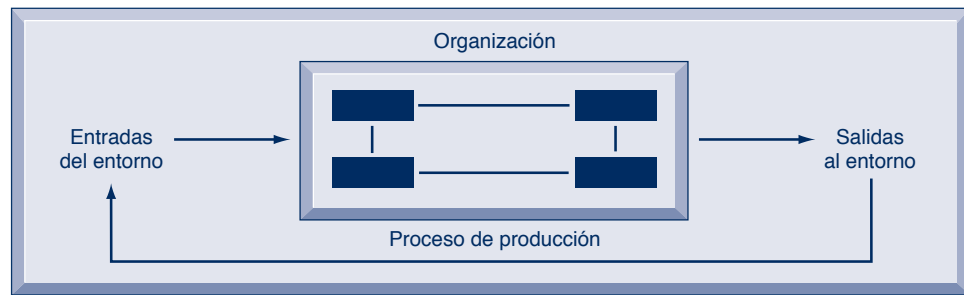 Organización
Entradas
del entorno
Salidas
al entorno
Proceso de producción